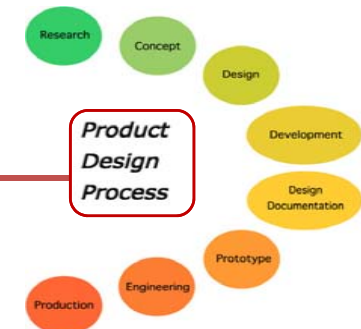 Research
Concept
Design
Product
Design
Process
Development
Design
Documentation
Prototype
Engineering
Production